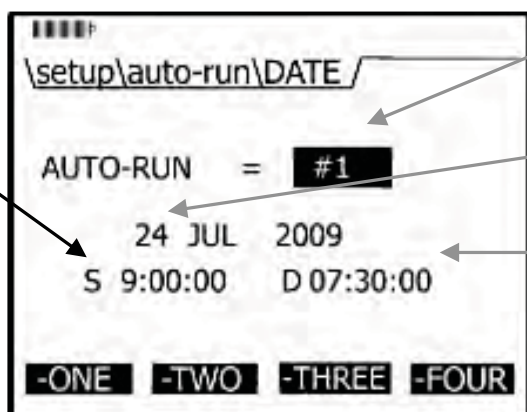 \setup\auto-run\DATE /
AUTO-RUN = #1
24 JUL 2009
S 9:00:00 D 07:30:00
-ONE -TWO -THREE -FOUR